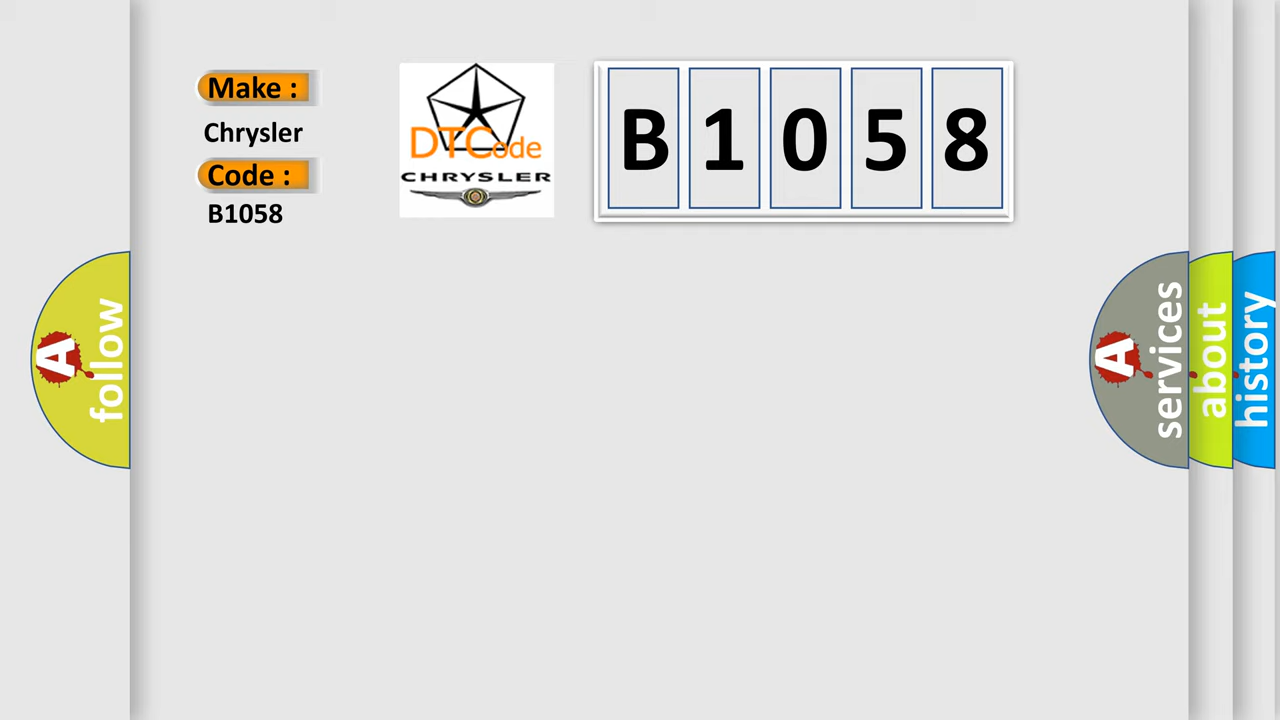 Make :
Chrysler
Code :
B1058
DTCode
CHRYSLER
B 1 0 5 8
A follow
A services
about
history